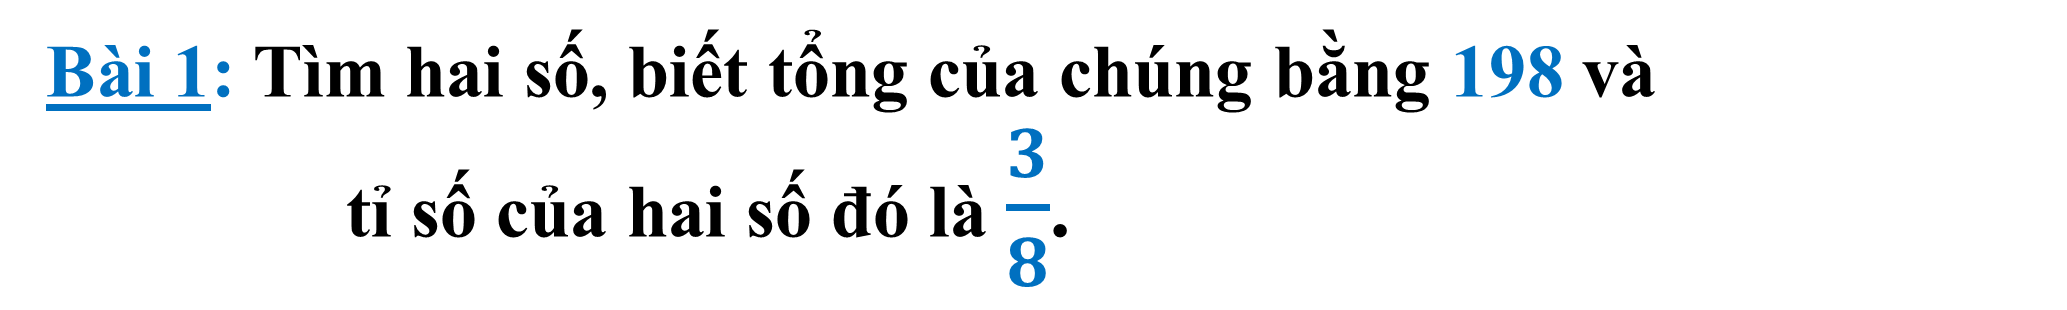 Bài 1: Tìm hai số, biết tổng của chúng bằng 198 và
tỉ số của hai số đó là 3/8.